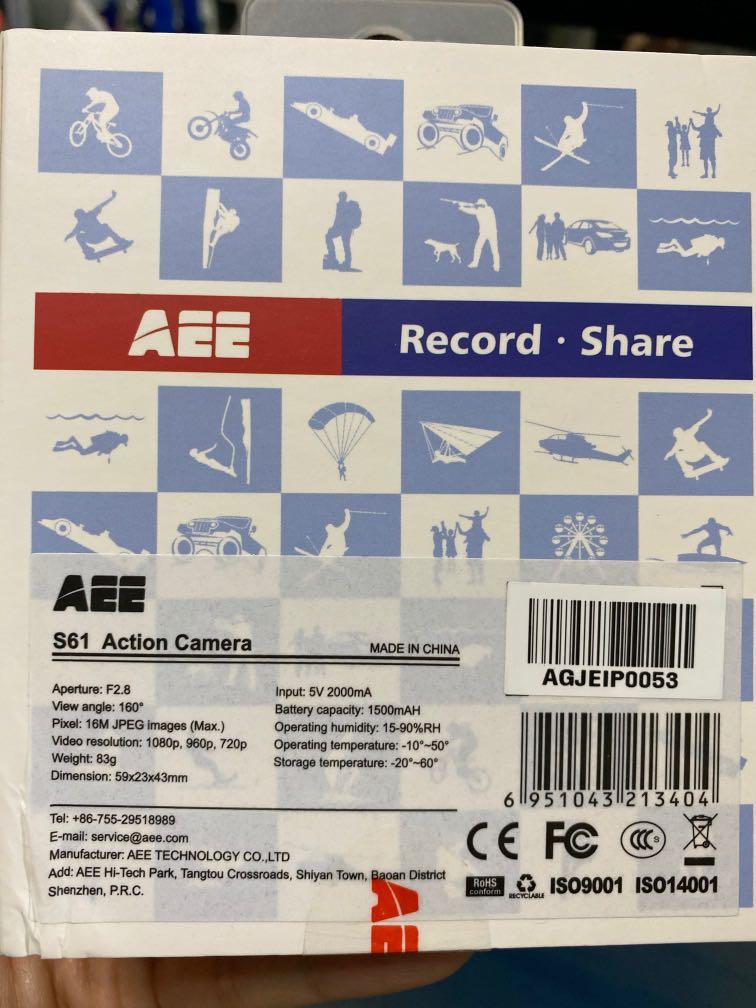 AEE
Record · Share
AEE
S61 Action Camera
MADE IN CHINA
Aperture: F2.8
View angle: 160°
Pixel: 16M JPEG images (Max.)
Video resolution: 1080p, 960p, 720p
Weight: 83g
Dimension: 59x23x43mm
Input: 5V 2000mA
Battery capacity: 1500mAH
Operating humidity: 15-90%RH
Operating temperature: -10°~50°
Storage temperature: -20°~60°
AGJEIP0053
6 951043 213404
Tel: +86-755-29518989
E-mail: service@aee.com
Manufacturer: AEE TECHNOLOGY CO.,LTD
Add: AEE Hi-Tech Park, Tangtou Crossroads, Shiyan Town, Baoan District
Shenzhen, P.R.C.
CE FC CCC S
RoHS
conform
RECYCLABLE
ISO9001 ISO14001
AE